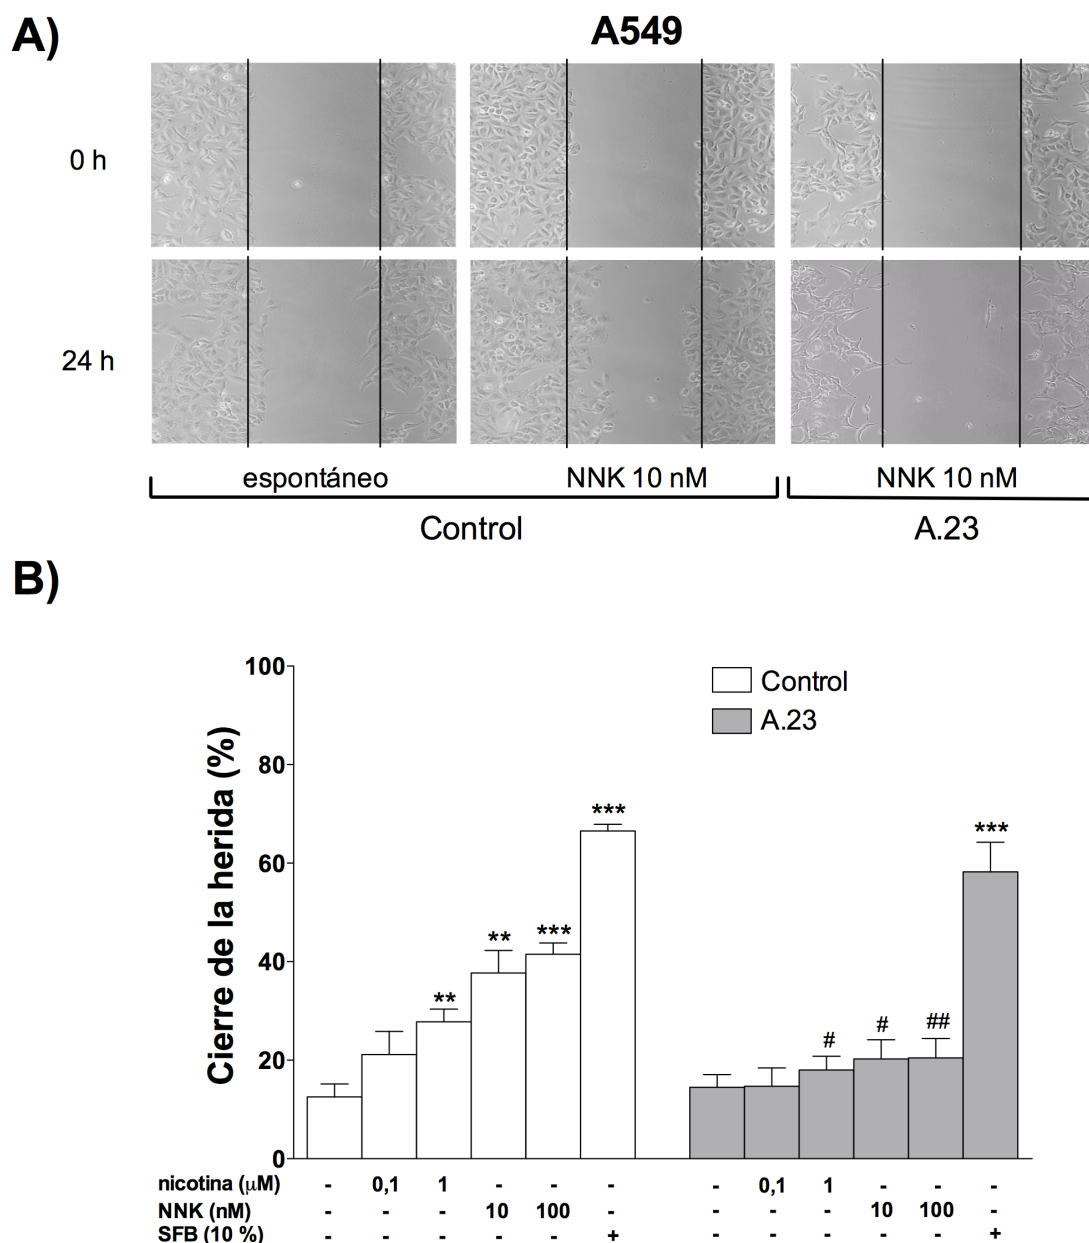 A)
A549
0 h
24 h
espontáneo NNK 10 nM NNK 10 nM
Control A.23
B)
Cierre de la herida (%)
100
80
60
40
20
0
Control
A.23
** ** *** ***
# # ## ***
nicotina (µM) - 0,1 1 - - - - 0,1 1 - - -
NNK (nM) - - - 10 100 - - - - 10 100 -
SFB (10 %) - - - - - + - - - - - +